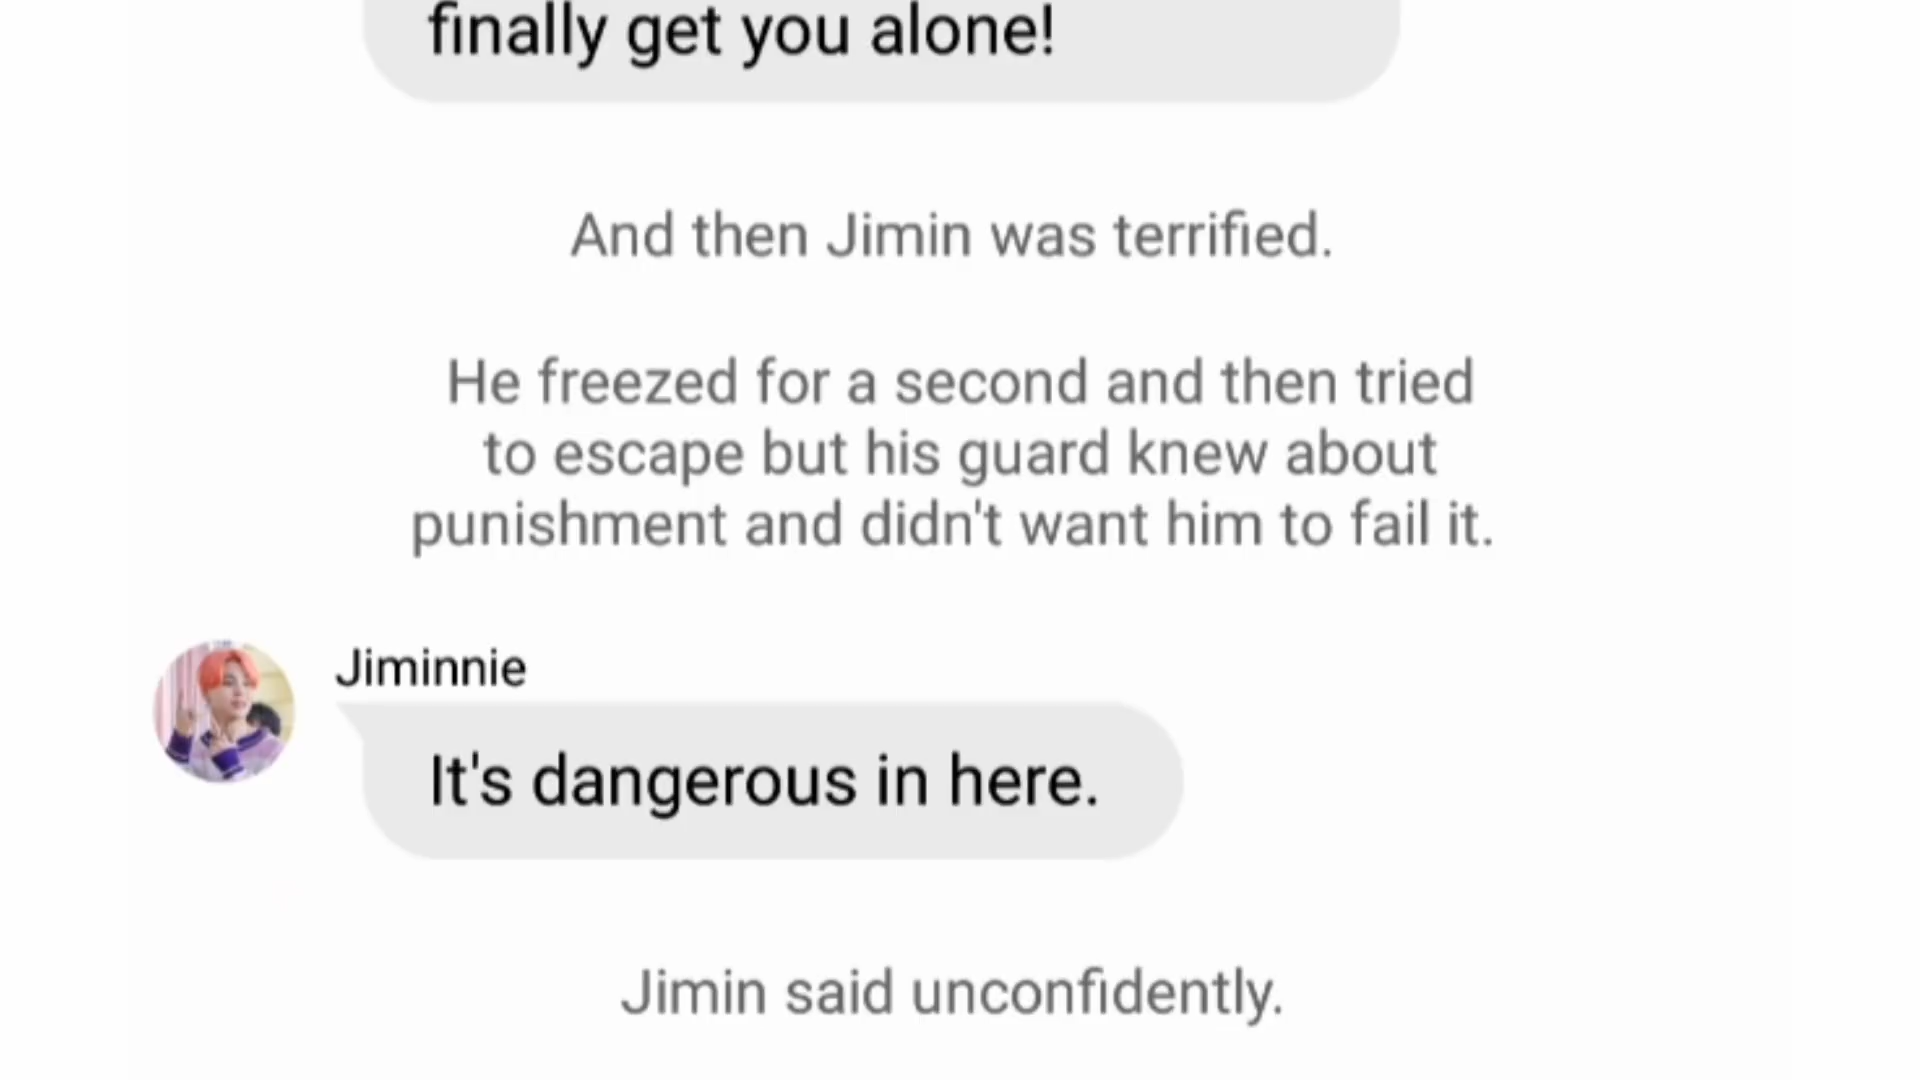 finally get you alone!
And then Jimin was terrified.
He freezed for a second and then tried
to escape but his guard knew about
punishment and didn't want him to fail it.
Jiminnie
It's dangerous in here.
Jimin said unconfidently.